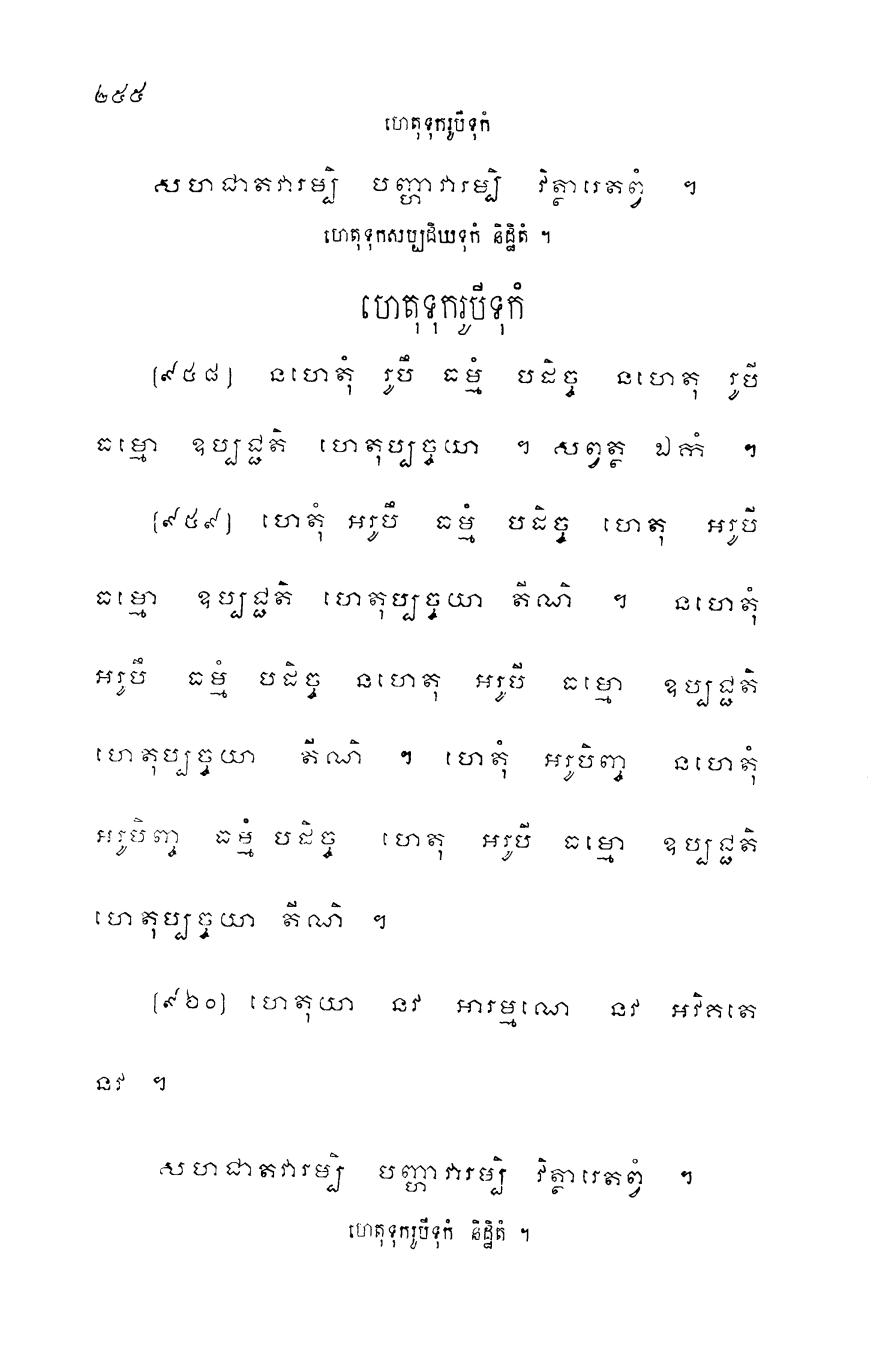 ២៥៥
ហេតុទុករូបីទុកំ
សហជាតវារម្បិ បញ្ហាវារម្បិ វិត្ថារេតព្វំ ។
ហេតុទុកសប្បដិឃទុកំ និដ្ឋិតំ ។
ហេតុទុករូបីទុកំ
(៩៥៨) នហេតុំ រូបឹ ធម្មំ បដិច្ច នហេតុ រូបី
ធម្មោ ឧប្បជ្ជតិ ហេតុប្បច្ចយា ។ សព្វត្ថ ឯកំ ។
(៩៥៩) ហេតុំ អរូបឹ ធម្មំ បដិច្ច ហេតុ អរូបី
ធម្មោ ឧប្បជ្ជតិ ហេតុប្បច្ចយា តីណិ ។ នហេតុំ
អរូបឹ ធម្មំ បដិច្ច នហេតុ អរូបី ធម្មោ ឧប្បជ្ជតិ
ហេតុប្បច្ចយា តីណិ ។ ហេតុំ អរូបិញ្ច នហេតុំ
អរូបិញ្ច ធម្មំ បដិច្ច ហេតុ អរូបី ធម្មោ ឧប្បជ្ជតិ
ហេតុប្បច្ចយា តីណិ ។
(៩៦០) ហេតុយា នវ អារម្មណេ នវ អវិគតេ
នវ ។
សហជាតវារម្បិ បញ្ហាវារម្បិ វិត្ថារេតព្វំ ។
ហេតុទុករូបីទុកំ និដ្ឋិតំ ។